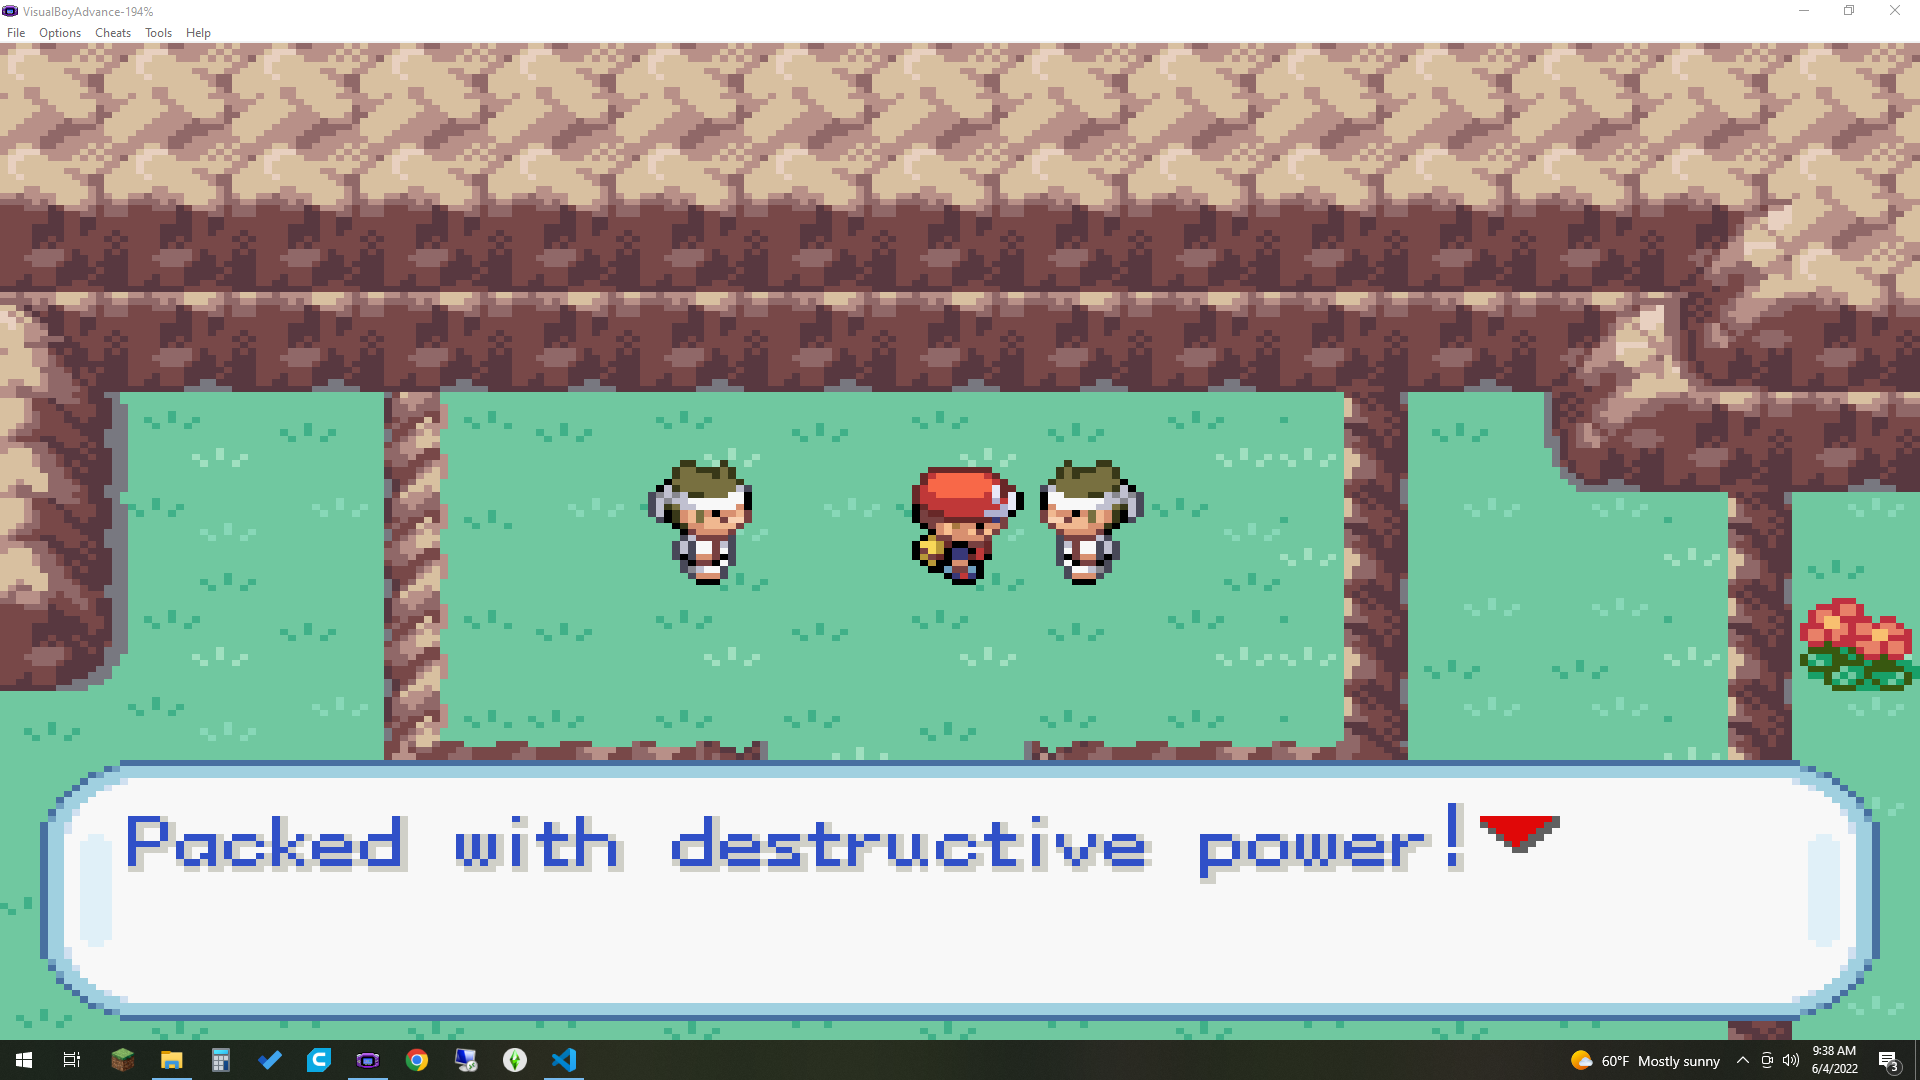 VisualBoyAdvance-194%
File Options Cheats Tools Help
Packed with destructive power!
60°F Mostly sunny
9:38 AM
6/4/2022
3